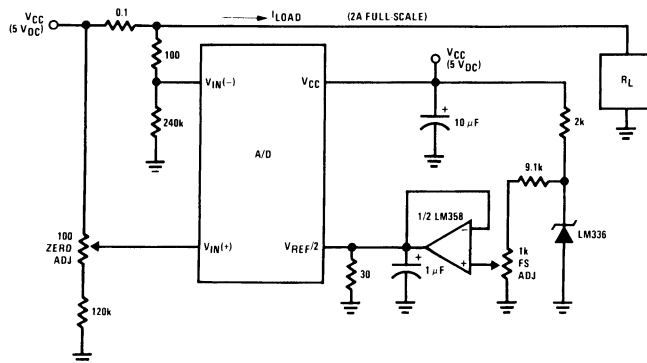 VCC
(5 VDC)
0.1
ILOAD
(2A FULL-SCALE)
100
VIN(−)
240k
A/D
VCC
VCC
(5 VDC)
10 μF
RL
2k
9.1k
LM336
1/2 LM358
1k
FS
ADJ
100
ZERO
ADJ
VIN(+)
VREF/2
30
1 μF
120k